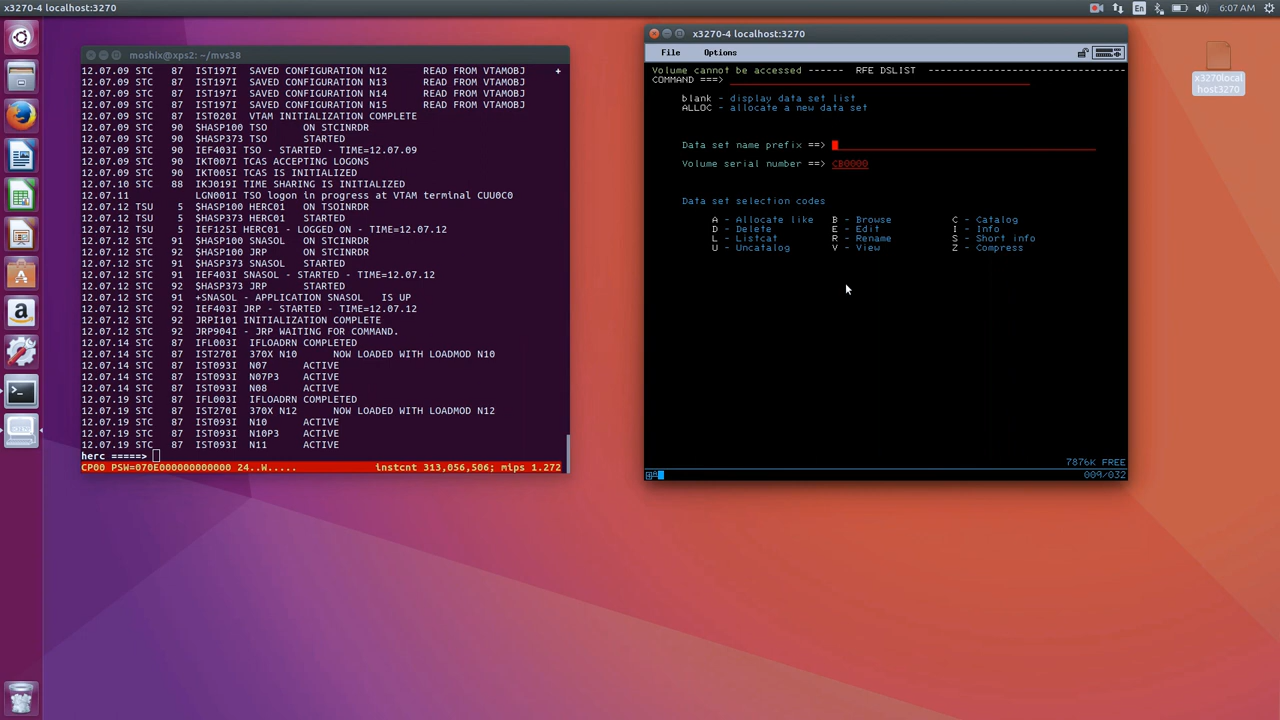 x3270-4 localhost:3270
En
6:07 AM
moshix@xps2: ~/mvs38
12.07.09 STC 87 IST197I SAVED CONFIGURATION N12 READ FROM VTAMOBJ +
12.07.09 STC 87 IST197I SAVED CONFIGURATION N13 READ FROM VTAMOBJ
12.07.09 STC 87 IST197I SAVED CONFIGURATION N14 READ FROM VTAMOBJ
12.07.09 STC 87 IST197I SAVED CONFIGURATION N15 READ FROM VTAMOBJ
12.07.09 STC 87 IST020I VTAM INITIALIZATION COMPLETE
12.07.09 STC 90 $HASP100 TSO ON STCINRDR
12.07.09 STC 90 $HASP373 TSO STARTED
12.07.09 STC 90 IEF403I TSO - STARTED - TIME=12.07.09
12.07.09 STC 90 IKT007I TCAS ACCEPTING LOGONS
12.07.09 STC 90 IKT005I TCAS IS INITIALIZED
12.07.10 STC 88 IKJ019I TIME SHARING IS INITIALIZED
12.07.11 LGN001I TSO logon in progress at VTAM terminal CUU0C0
12.07.12 TSU 5 $HASP100 HERC01 ON TSOINRDR
12.07.12 TSU 5 $HASP373 HERC01 STARTED
12.07.12 TSU 5 IEF125I HERC01 - LOGGED ON - TIME=12.07.12
12.07.12 STC 91 $HASP100 SNASOL ON STCINRDR
12.07.12 STC 92 $HASP100 JRP ON STCINRDR
12.07.12 STC 91 $HASP373 SNASOL STARTED
12.07.12 STC 91 IEF403I SNASOL - STARTED - TIME=12.07.12
12.07.12 STC 92 $HASP373 JRP STARTED
12.07.12 STC 91 +SNASOL - APPLICATION SNASOL IS UP
12.07.12 STC 92 IEF403I JRP - STARTED - TIME=12.07.12
12.07.12 STC 92 JRPI101 INITIALIZATION COMPLETE
12.07.12 STC 92 JRP904I - JRP WAITING FOR COMMAND.
12.07.14 STC 87 IFL003I IFLOADRN COMPLETED
12.07.14 STC 87 IST270I 370X N10 NOW LOADED WITH LOADMOD N10
12.07.14 STC 87 IST093I N07 ACTIVE
12.07.14 STC 87 IST093I N07P3 ACTIVE
12.07.14 STC 87 IST093I N08 ACTIVE
12.07.19 STC 87 IFL003I IFLOADRN COMPLETED
12.07.19 STC 87 IST270I 370X N12 NOW LOADED WITH LOADMOD N12
12.07.19 STC 87 IST093I N10 ACTIVE
12.07.19 STC 87 IST093I N10P3 ACTIVE
12.07.19 STC 87 IST093I N11 ACTIVE
herc =====>
CP00 PSW=070E000000000000 24..W..... instcnt 313,056,506; mips 1.272
x3270-4 localhost:3270
File Options
Volume cannot be accessed ------ RFE DSLIST ---------------------------------
COMMAND ===>
blank - display data set list
ALLOC - allocate a new data set
Data set name prefix ==>
Volume serial number ==> CB0000
Data set selection codes
A - Allocate like B - Browse C - Catalog
D - Delete E - Edit I - Info
L - Listcat R - Rename S - Short info
U - Uncatalog V - View Z - Compress
7876K FREE
009/032
x3270local
host3270